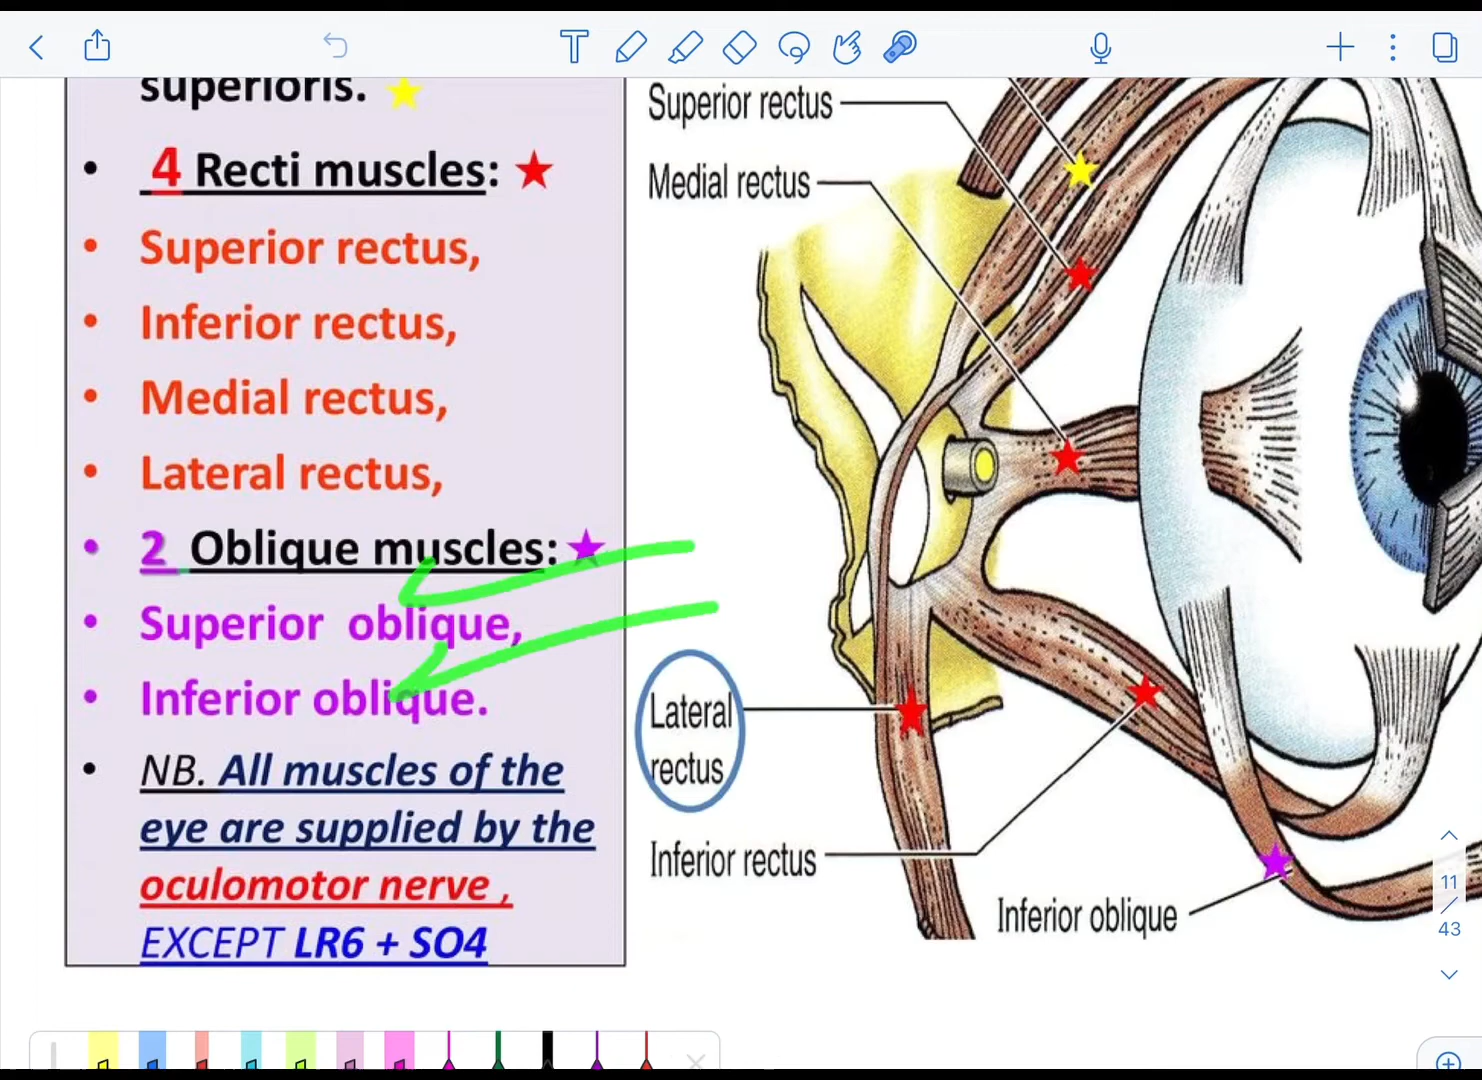 superioris.
4 Recti muscles:
Superior rectus,
Inferior rectus,
Medial rectus,
Lateral rectus,
2 Oblique muscles:
Superior oblique,
Inferior oblique.
NB. All muscles of the
eye are supplied by the
oculomotor nerve ,
EXCEPT LR6 + SO4
Superior rectus
Medial rectus
Lateral
rectus
Inferior rectus
Inferior oblique
11
/
43